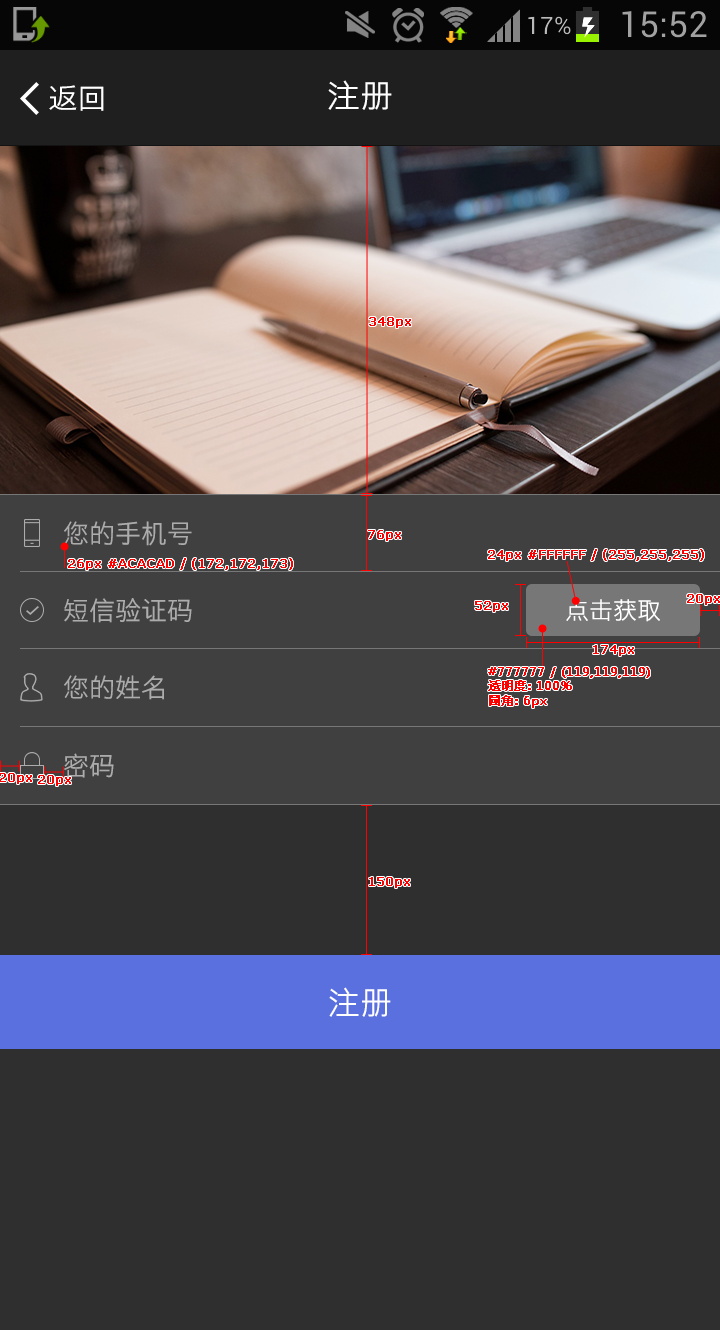 17% 15:52
返回 注册
348px
您的手机号
76px
26px #ACACAD / (172,172,173)
24px #FFFFFF / (255,255,255)
短信验证码
52px
点击获取
20px
174px
#777777 / (119,119,119)
透明度: 100%
圆角: 6px
您的姓名
密码
20px 20px
150px
注册